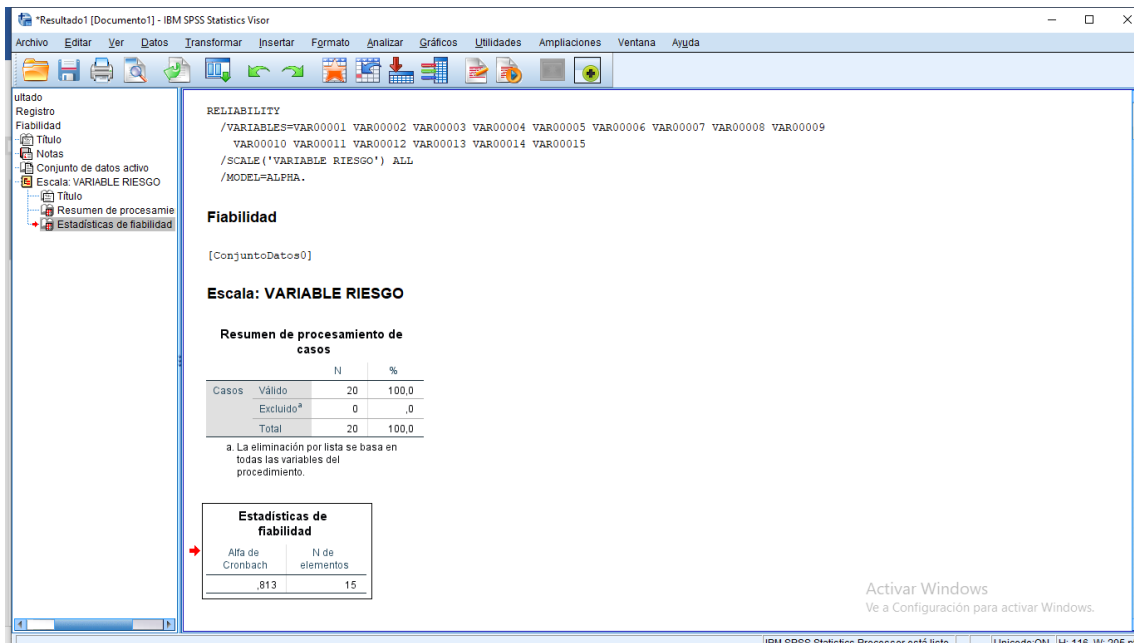 *Resultado1 [Documento1] - IBM SPSS Statistics Visor
Archivo Editar Ver Datos Transformar Insertar Formato Analizar Gráficos Utilidades Ampliaciones Ventana Ayuda
ultado
Registro
Fiabilidad
Título
Notas
Conjunto de datos activo
Escala: VARIABLE RIESGO
Título
Resumen de procesamie
Estadísticas de fiabilidad
RELIABILITY
/VARIABLES=VAR00001 VAR00002 VAR00003 VAR00004 VAR00005 VAR00006 VAR00007 VAR00008 VAR00009
VAR00010 VAR00011 VAR00012 VAR00013 VAR00014 VAR00015
/SCALE('VARIABLE RIESGO') ALL
/MODEL=ALPHA.
Fiabilidad
[ConjuntoDatos0]
Escala: VARIABLE RIESGO
Resumen de procesamiento de
casos
N %
Casos Válido 20 100,0
Excluido a 0 ,0
Total 20 100,0
a. La eliminación por lista se basa en
todas las variables del
procedimiento.
Estadísticas de
fiabilidad
Alfa de N de
Cronbach elementos
,813 15
Activar Windows
Ve a Configuración para activar Windows.
IBM SPSS Statistics Processor está listo Unicode:ON H: 116, W: 205 p